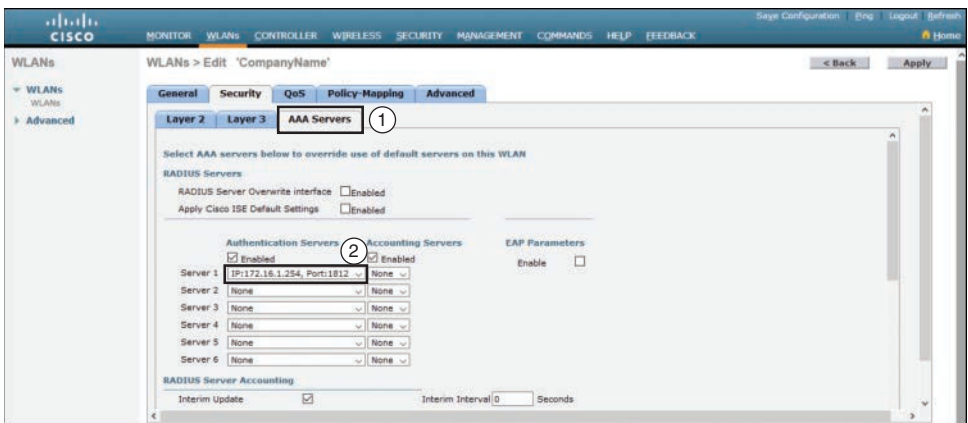 Save Configuration Ping Logout Refresh
CISCO MONITOR WLANs CONTROLLER WIRELESS SECURITY MANAGEMENT COMMANDS HELP FEEDBACK Home
WLANs
WLANs > Edit 'CompanyName'
< Back Apply
WLANs
WLANs
Advanced
General Security QoS Policy-Mapping Advanced
Layer 2 Layer 3 AAA Servers 1
Select AAA servers below to override use of default servers on this WLAN
RADIUS Servers
RADIUS Server Overwrite interface Enabled
Apply Cisco ISE Default Settings Enabled
Authentication Servers 2 Accounting Servers EAP Parameters
Enabled Enabled Enable
Server 1 IP:172.16.1.254, Port:1812 None
Server 2 None None
Server 3 None None
Server 4 None None
Server 5 None None
Server 6 None None
RADIUS Server Accounting
Interim Update Interim Interval 0 Seconds